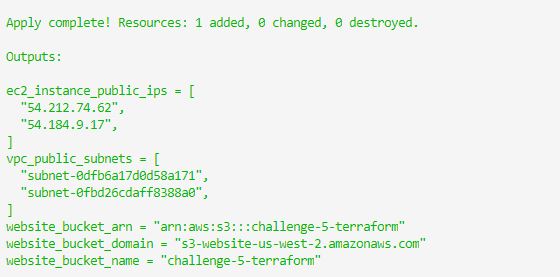 Apply complete! Resources: 1 added, 0 changed, 0 destroyed.
Outputs:
ec2_instance_public_ips = [
"54.212.74.62",
"54.184.9.17",
]
vpc_public_subnets = [
"subnet-0dfb6a17d0d58a171",
"subnet-0fbd26cdaff8388a0",
]
website_bucket_arn = "arn:aws:s3:::challenge-5-terraform"
website_bucket_domain = "s3-website-us-west-2.amazonaws.com"
website_bucket_name = "challenge-5-terraform"